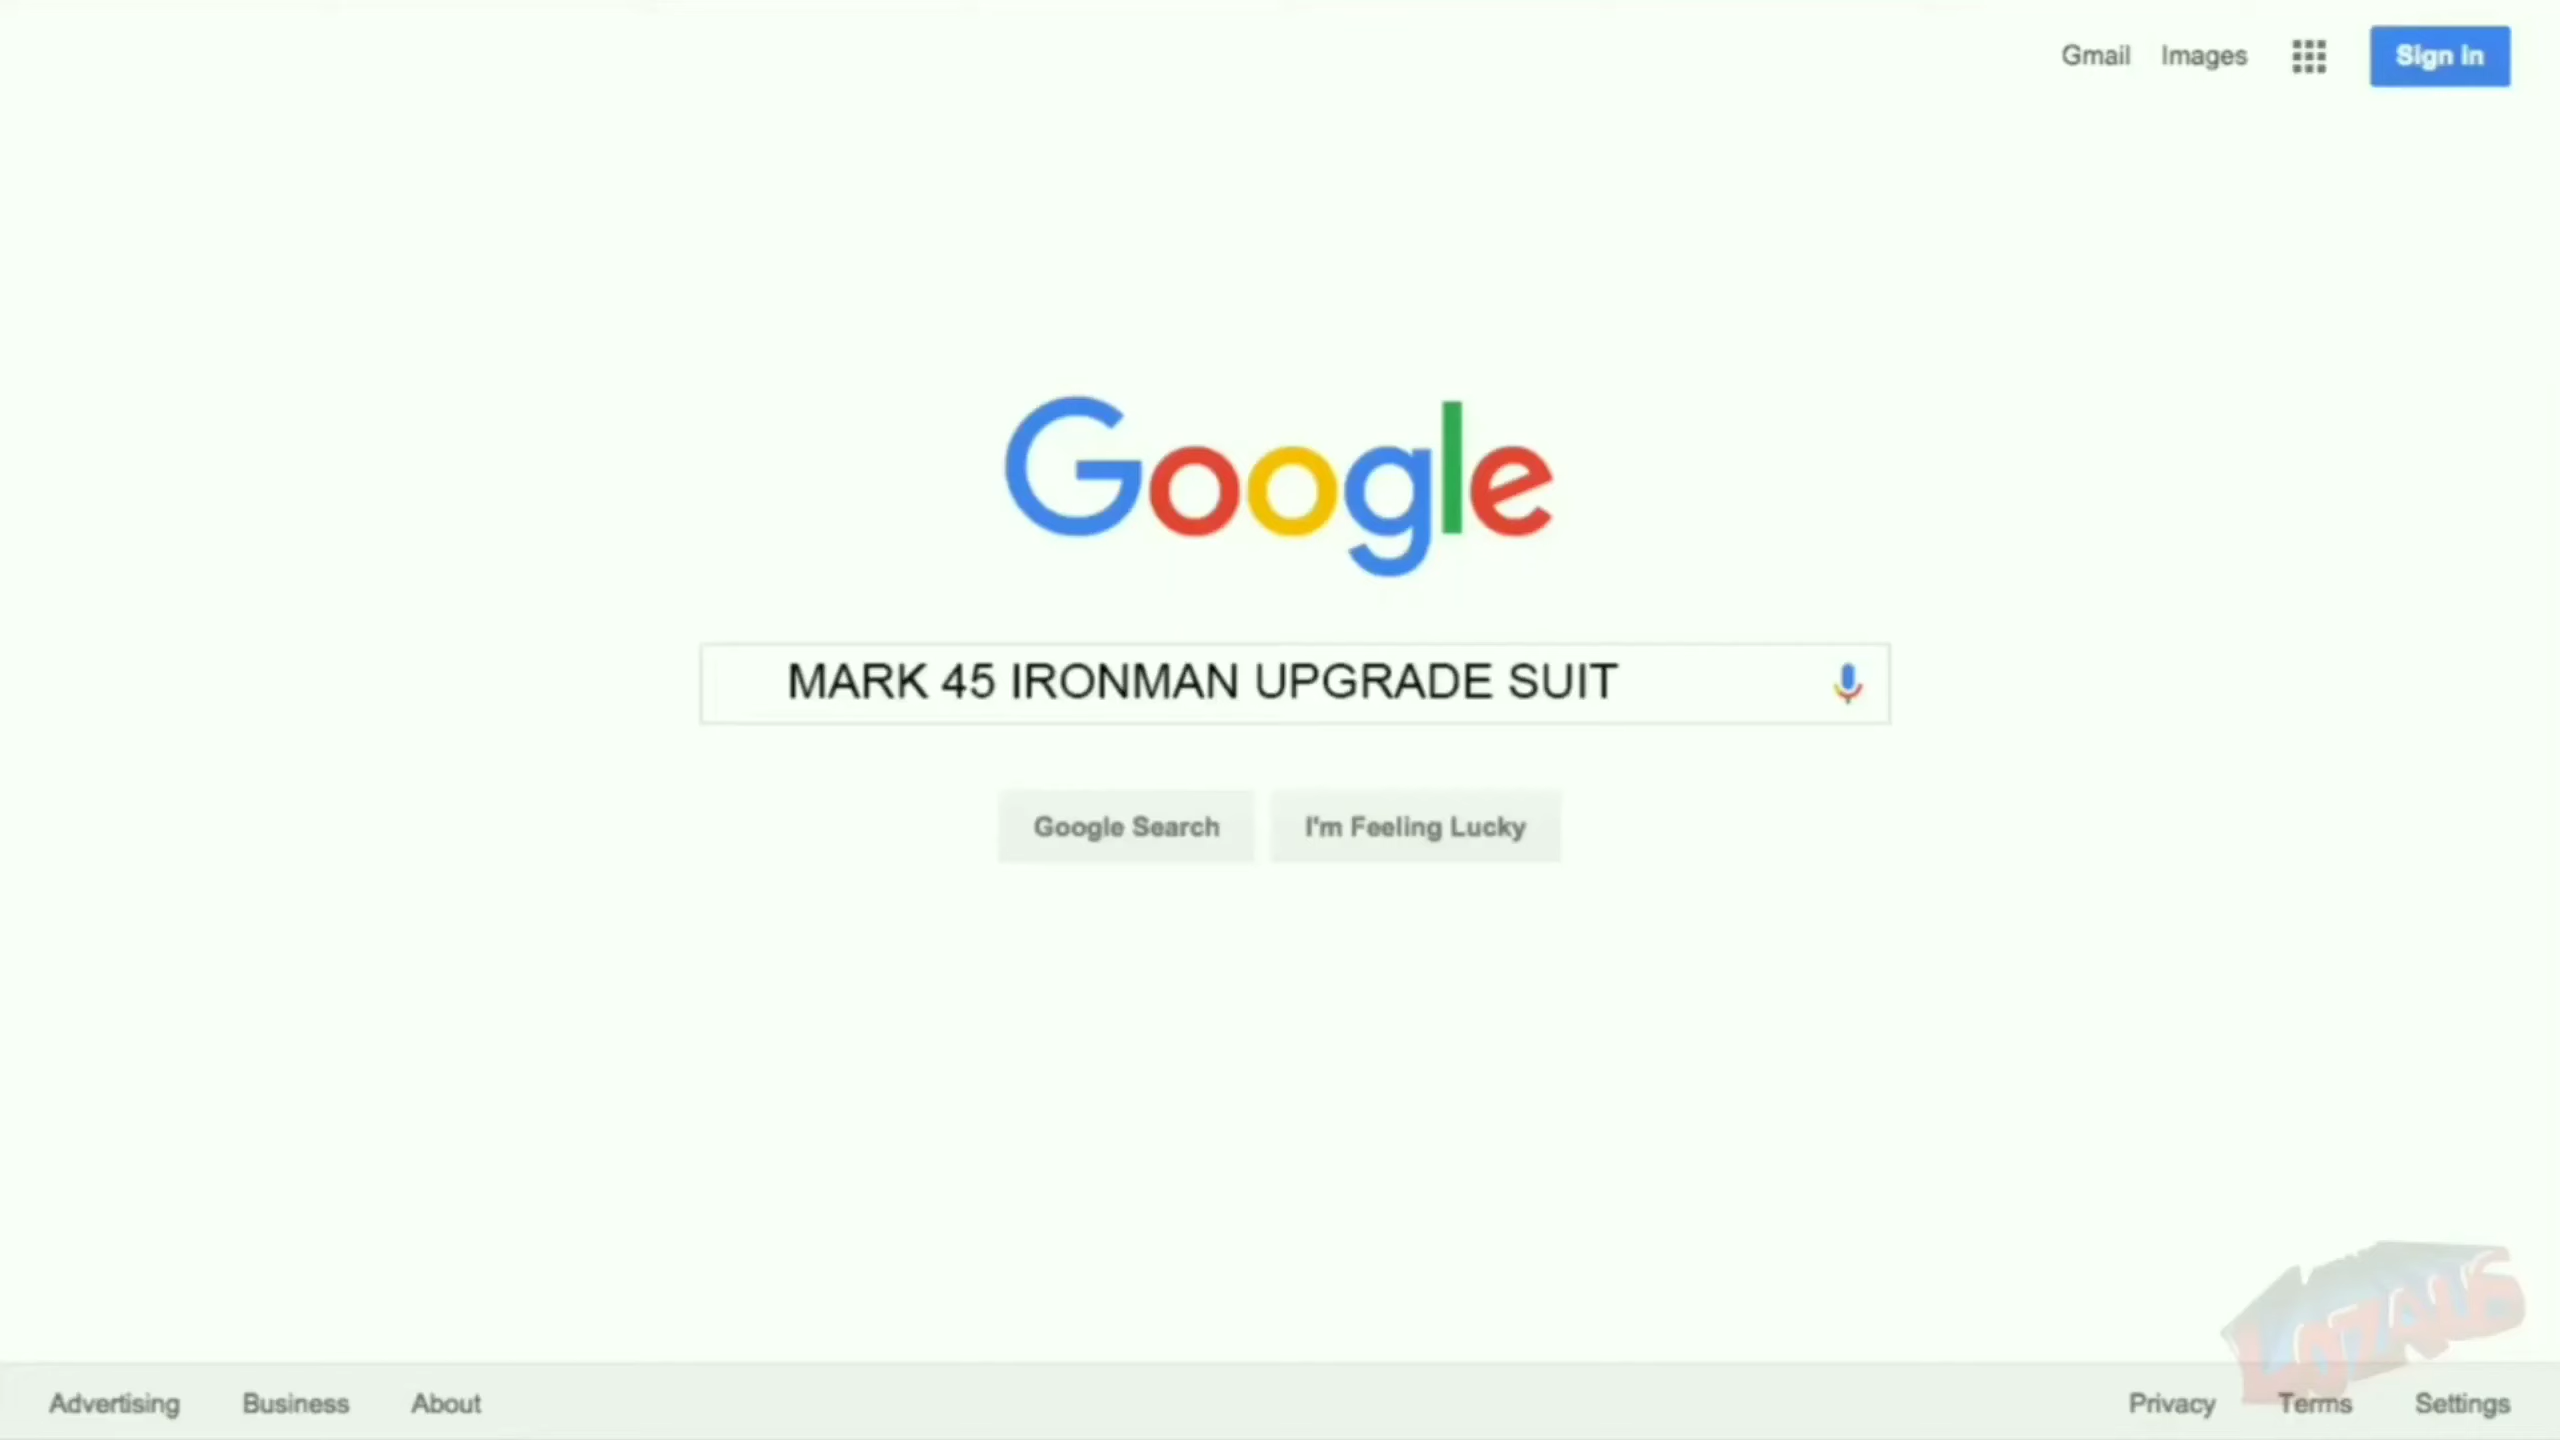 Gmail Images Sign in
Google
MARK 45 IRONMAN UPGRADE SUIT
Google Search I'm Feeling Lucky
LOZAUS
Advertising Business About Privacy Terms Settings